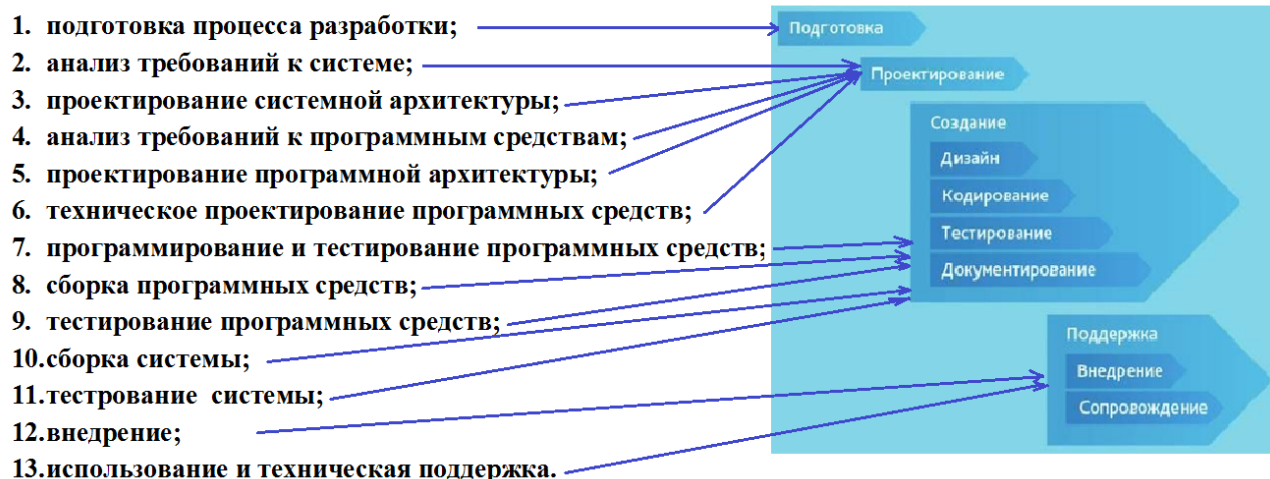 1. подготовка процесса разработки;
2. анализ требований к системе;
3. проектирование системной архитектуры;
4. анализ требований к программным средствам;
5. проектирование программной архитектуры;
6. техническое проектирование программных средств;
7. программирование и тестирование программных средств;
8. сборка программных средств;
9. тестирование программных средств;
10.сборка системы;
11.тестрование системы;
12.внедрение;
13.использование и техническая поддержка.
Подготовка
Проектирование
Создание
Дизайн
Кодирование
Тестирование
Документирование
Поддержка
Внедрение
Сопровождение